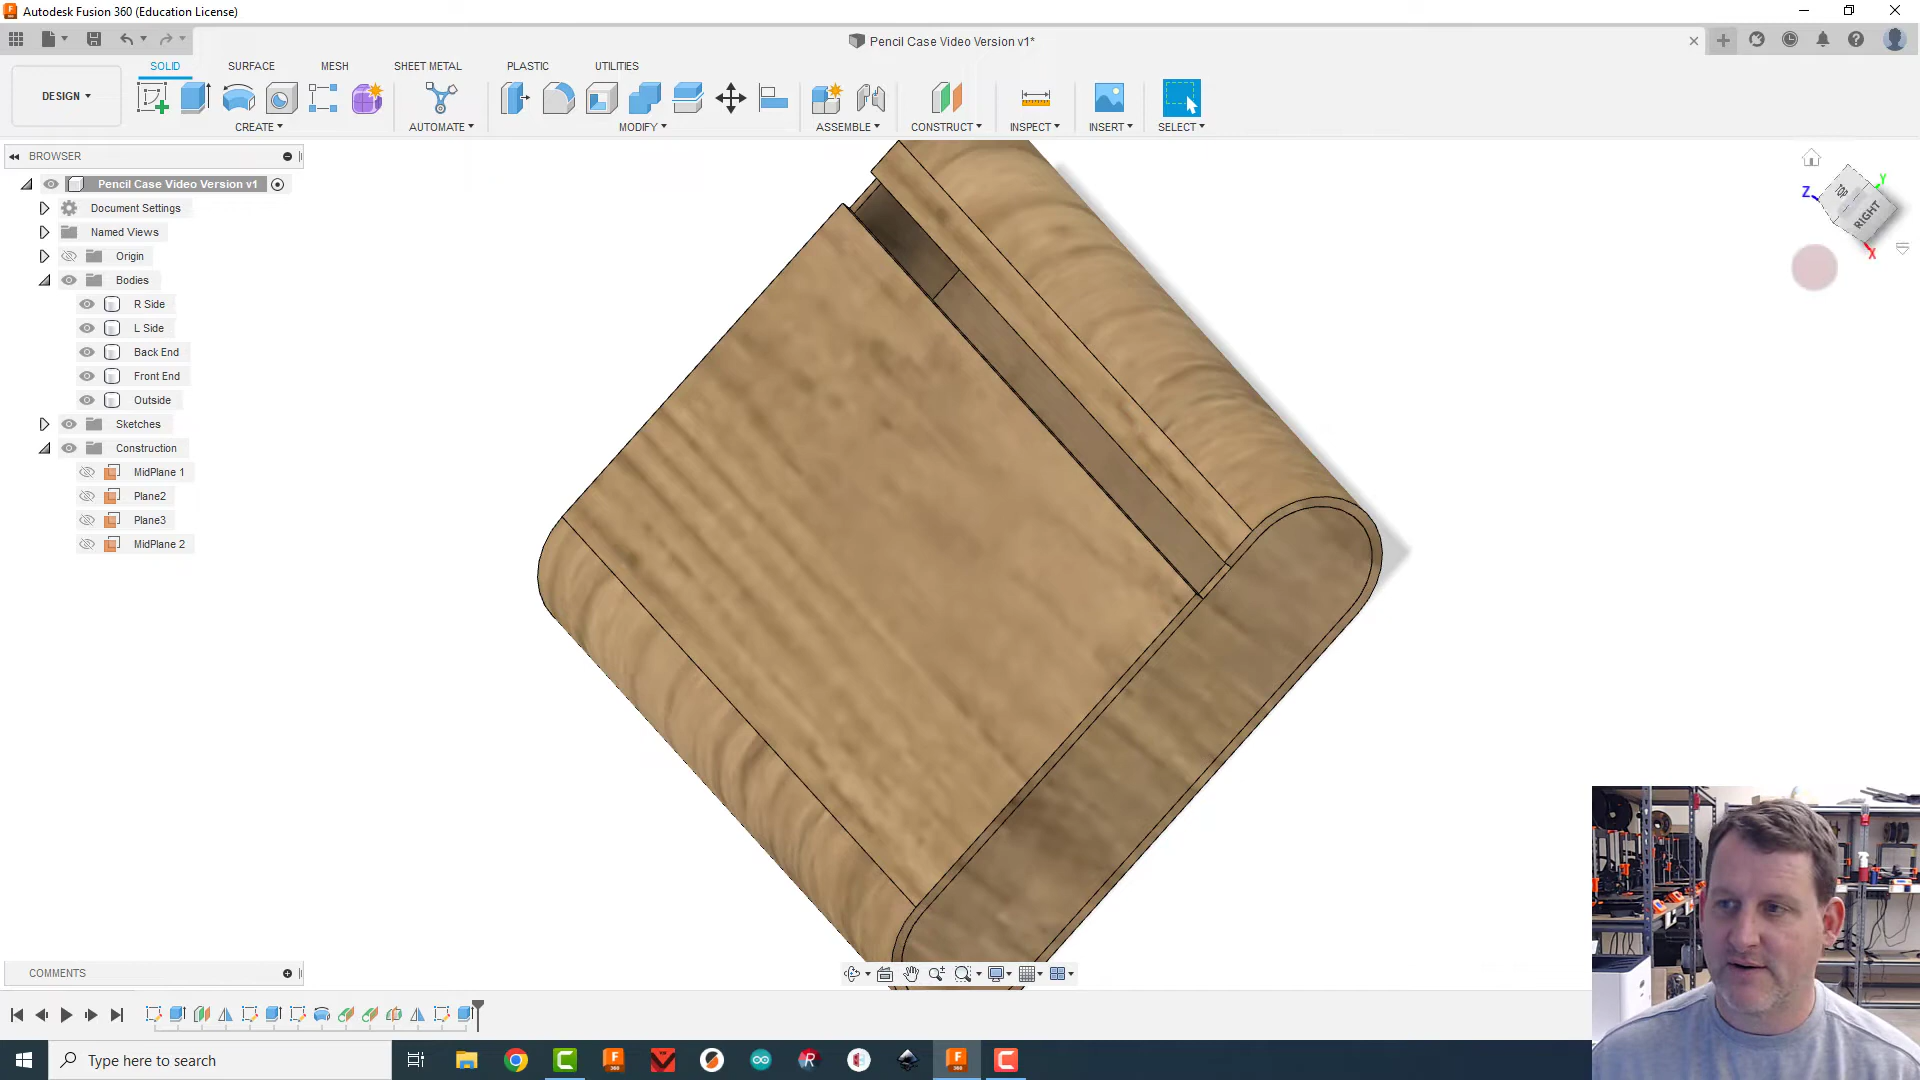 Autodesk Fusion 360 (Education License)
Pencil Case Video Version v1*
SOLID SURFACE MESH SHEET METAL PLASTIC UTILITIES
DESIGN
CREATE AUTOMATE MODIFY ASSEMBLE CONSTRUCT INSPECT INSERT SELECT
BROWSER
Pencil Case Video Version v1
Document Settings
Named Views
Origin
Bodies
R Side
L Side
Back End
Front End
Outside
Sketches
Construction
MidPlane 1
Plane2
Plane3
MidPlane 2
Z TOP Y
RIGHT
X
COMMENTS
Type here to search